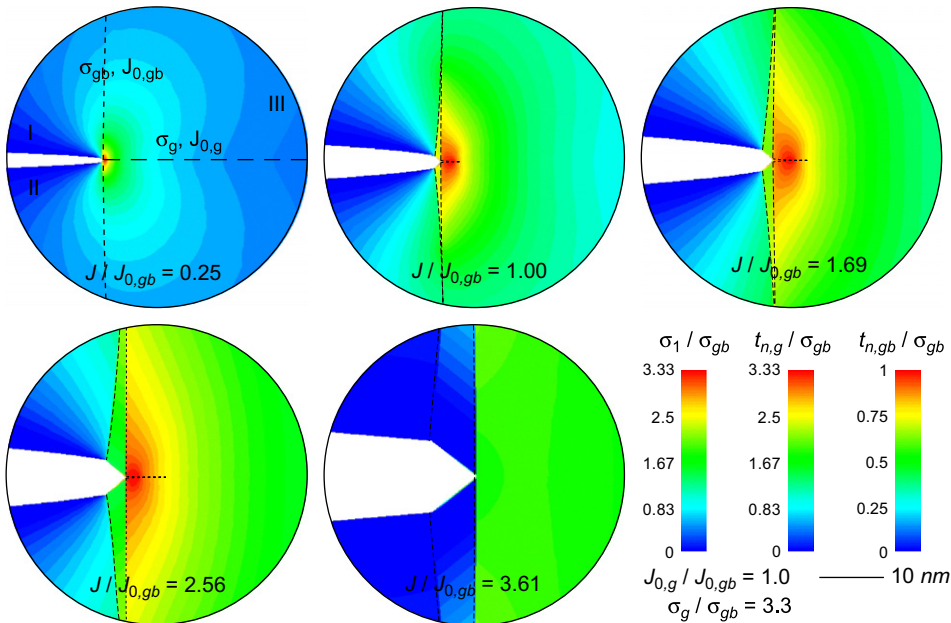 σgb, J0,gb
III
I
σg, J0,g
II
J / J0,gb = 0.25
J / J0,gb = 1.00
J / J0,gb = 1.69
J / J0,gb = 2.56
J / J0,gb = 3.61
σ1 / σgb tn,g / σgb tn,gb / σgb
3.33 3.33 1
2.5 2.5 0.75
1.67 1.67 0.5
0.83 0.83 0.25
0 0 0
J0,g / J0,gb = 1.0 10 nm
σg / σgb = 3.3